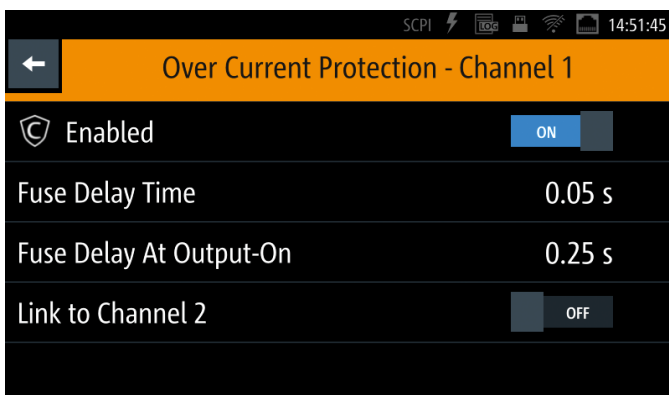 SCPI LOG 14:51:45
Over Current Protection - Channel 1
C Enabled ON
Fuse Delay Time 0.05 s
Fuse Delay At Output-On 0.25 s
Link to Channel 2 OFF